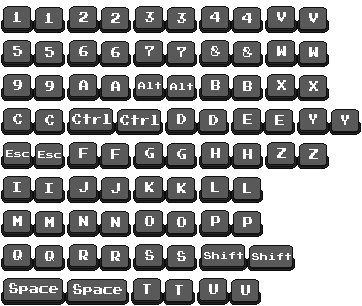 1 1 2 2 3 3 4 4 V V
5 5 6 6 7 7 & & W W
9 9 A A Alt Alt B B X X
C C Ctrl Ctrl D D E E Y Y
Esc Esc F F G G H H Z Z
I I J J K K L L
M M N N O O P P
Q Q R R S S Shift Shift
Space Space T T U U